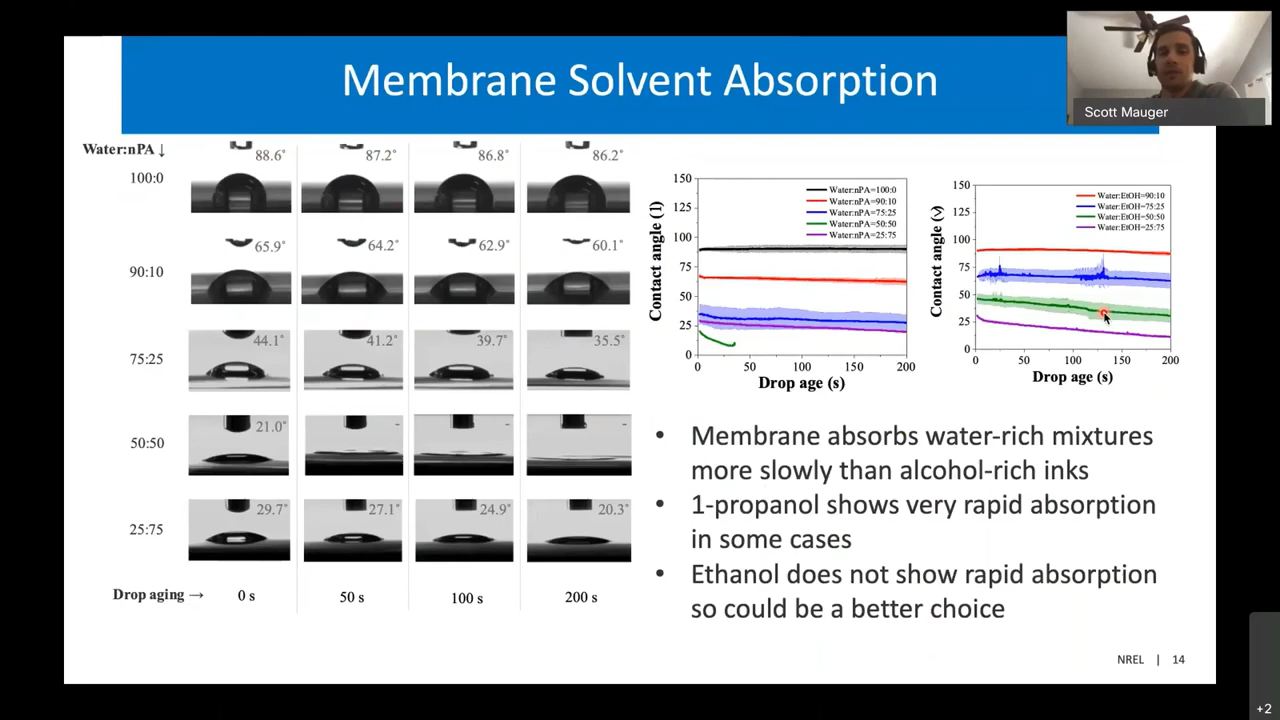 Membrane Solvent Absorption
Scott Mauger
Water:nPA ↓
100:0
88.6°
87.2°
86.8°
86.2°
90:10
65.9°
64.2°
62.9°
60.1°
75:25
44.1°
41.2°
39.7°
35.5°
50:50
21.0°
-
-
-
25:75
29.7°
27.1°
24.9°
20.3°
Drop aging →
0 s
50 s
100 s
200 s
Contact angle (1)
150
125
100
75
50
25
0
0
50
100
150
200
Drop age (s)
Water:nPA=100:0
Water:nPA=90:10
Water:nPA=75:25
Water:nPA=50:50
Water:nPA=25:75
Contact angle (v)
150
125
100
75
50
25
0
0
50
100
150
200
Drop age (s)
Water:EtOH=90:10
Water:EtOH=75:25
Water:EtOH=50:50
Water:EtOH=25:75
• Membrane absorbs water-rich mixtures
more slowly than alcohol-rich inks
• 1-propanol shows very rapid absorption
in some cases
• Ethanol does not show rapid absorption
so could be a better choice
NREL | 14
+2